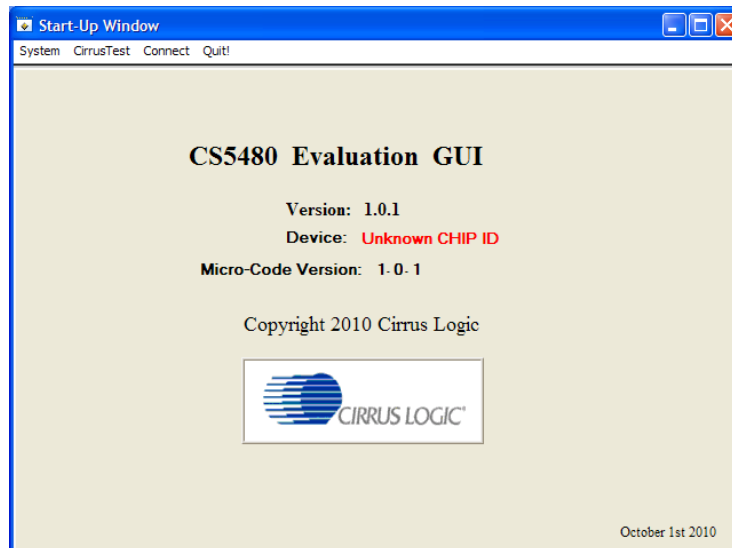 Start-Up Window
System CirrusTest Connect Quit!
CS5480 Evaluation GUI
Version: 1.0.1
Device: Unknown CHIP ID
Micro-Code Version: 1-0-1
Copyright 2010 Cirrus Logic
CIRRUS LOGIC®
October 1st 2010